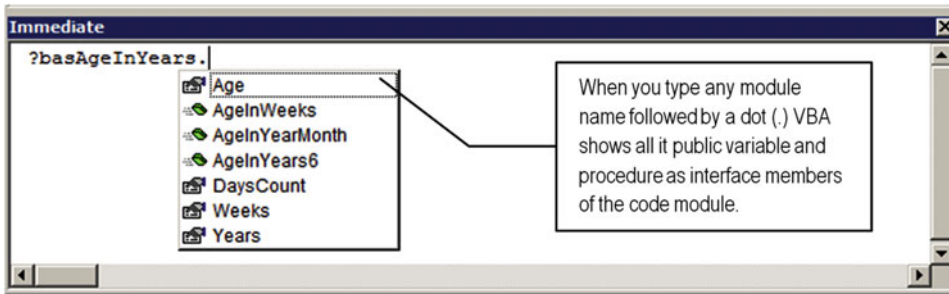 Immediate
?basAgeInYears.
Age
AgeInWeeks
AgeInYearMonth
AgeInYears6
DaysCount
Weeks
Years
When you type any module
name followed by a dot (.) VBA
shows all it public variable and
procedure as interface members
of the code module.